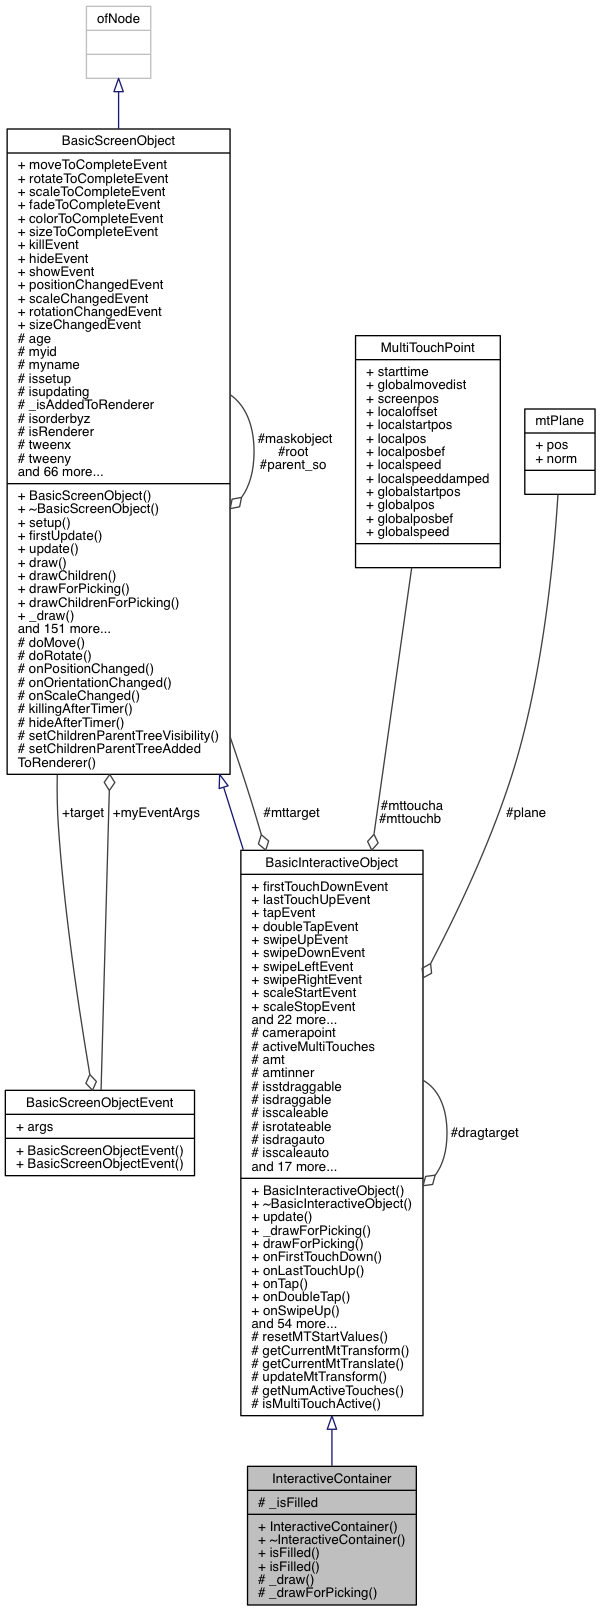 ofNode
BasicScreenObject
+ moveToCompleteEvent
+ rotateToCompleteEvent
+ scaleToCompleteEvent
+ fadeToCompleteEvent
+ colorToCompleteEvent
+ sizeToCompleteEvent
+ killEvent
+ hideEvent
+ showEvent
+ positionChangedEvent
+ scaleChangedEvent
+ rotationChangedEvent
+ sizeChangedEvent
# age
# myid
# myname
# issetup
# isupdating
# _isAddedToRenderer
# isorderbyz
# isRenderer
# tweenx
# tweeny
and 66 more...
+ BasicScreenObject()
+ ~BasicScreenObject()
+ setup()
+ firstUpdate()
+ update()
+ draw()
+ drawChildren()
+ drawForPicking()
+ drawChildrenForPicking()
+ _draw()
and 151 more...
# doMove()
# doRotate()
# onPositionChanged()
# onOrientationChanged()
# onScaleChanged()
# killingAfterTimer()
# hideAfterTimer()
# setChildrenParentTreeVisibility()
# setChildrenParentTreeAdded
ToRenderer()
#maskobject
#root
#parent_so
MultiTouchPoint
+ starttime
+ globalmovedist
+ screenpos
+ localoffset
+ localstartpos
+ localpos
+ localposbef
+ localspeed
+ localspeeddamped
+ globalstartpos
+ globalpos
+ globalposbef
+ globalspeed
mtPlane
+ pos
+ norm
+target
+myEventArgs
#mttarget
#mttoucha
#mttouchb
#plane
BasicScreenObjectEvent
+ args
+ BasicScreenObjectEvent()
+ BasicScreenObjectEvent()
BasicInteractiveObject
+ firstTouchDownEvent
+ lastTouchUpEvent
+ tapEvent
+ doubleTapEvent
+ swipeUpEvent
+ swipeDownEvent
+ swipeLeftEvent
+ swipeRightEvent
+ scaleStartEvent
+ scaleStopEvent
and 22 more...
# camerapoint
# activeMultiTouches
# amt
# amtinner
# isstdraggable
# isdraggable
# isscaleable
# isrotateable
# isdragauto
# isscaleauto
and 17 more...
+ BasicInteractiveObject()
+ ~BasicInteractiveObject()
+ update()
+ _drawForPicking()
+ drawForPicking()
+ onFirstTouchDown()
+ onLastTouchUp()
+ onTap()
+ onDoubleTap()
+ onSwipeUp()
and 54 more...
# resetMTStartValues()
# getCurrentMtTransform()
# getCurrentMtTranslate()
# updateMtTransform()
# getNumActiveTouches()
# isMultiTouchActive()
#dragtarget
InteractiveContainer
# _isFilled
+ InteractiveContainer()
+ ~InteractiveContainer()
+ isFilled()
+ isFilled()
# _draw()
# _drawForPicking()